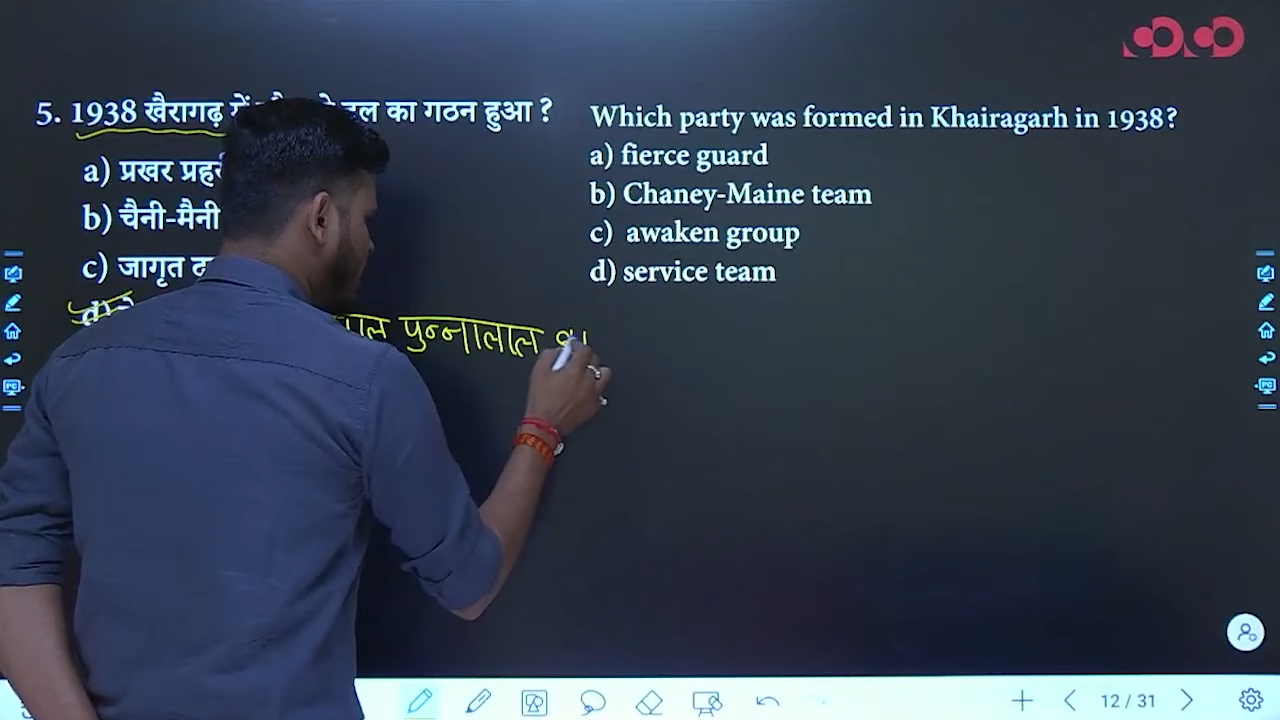 5. 1938 खैरागढ़ में दल का गठन हुआ ?
a) प्रखर
b) चैनी-मैनी
c) जागृत
Which party was formed in Khairagarh in 1938?
a) fierce guard
b) Chaney-Maine team
c) awaken group
d) service team
पुन्नालाल
12 / 31